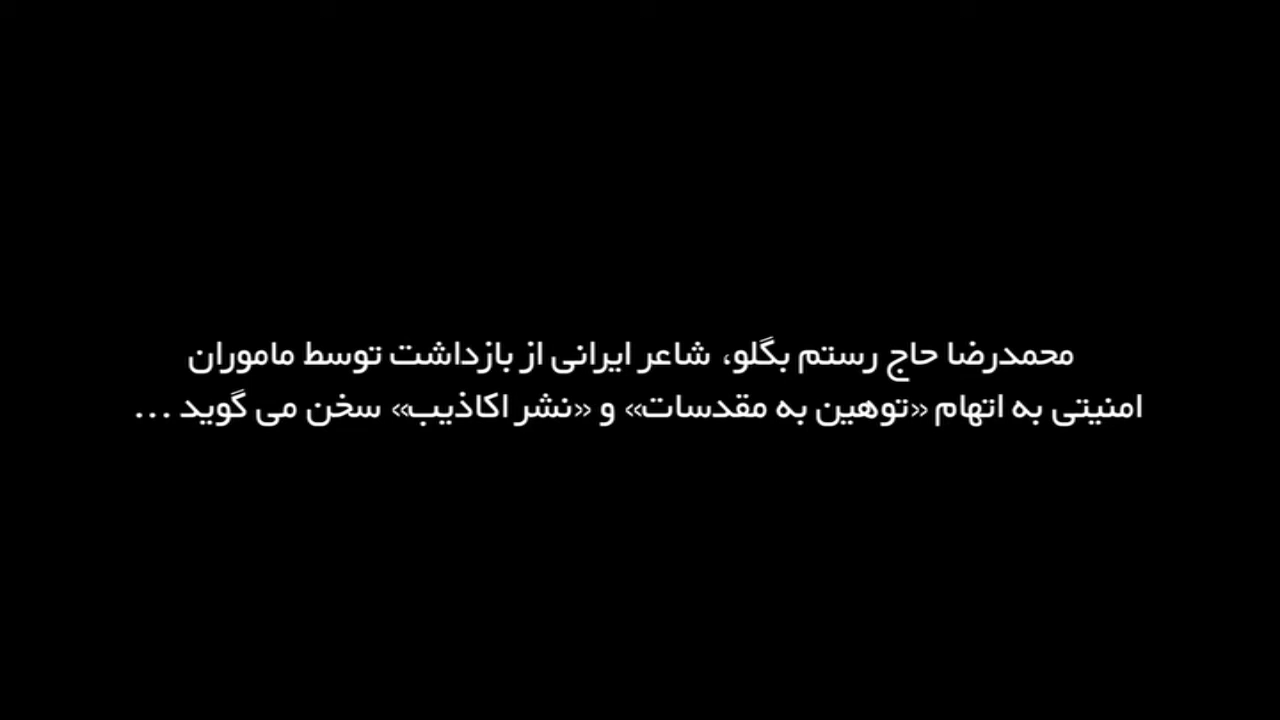 محمدرضا حاج رستم بگلو، شاعر ایرانی از بازداشت توسط ماموران
امنیتی به اتهام «توهین به مقدسات» و «نشر اکاذیب» سخن می گوید ...